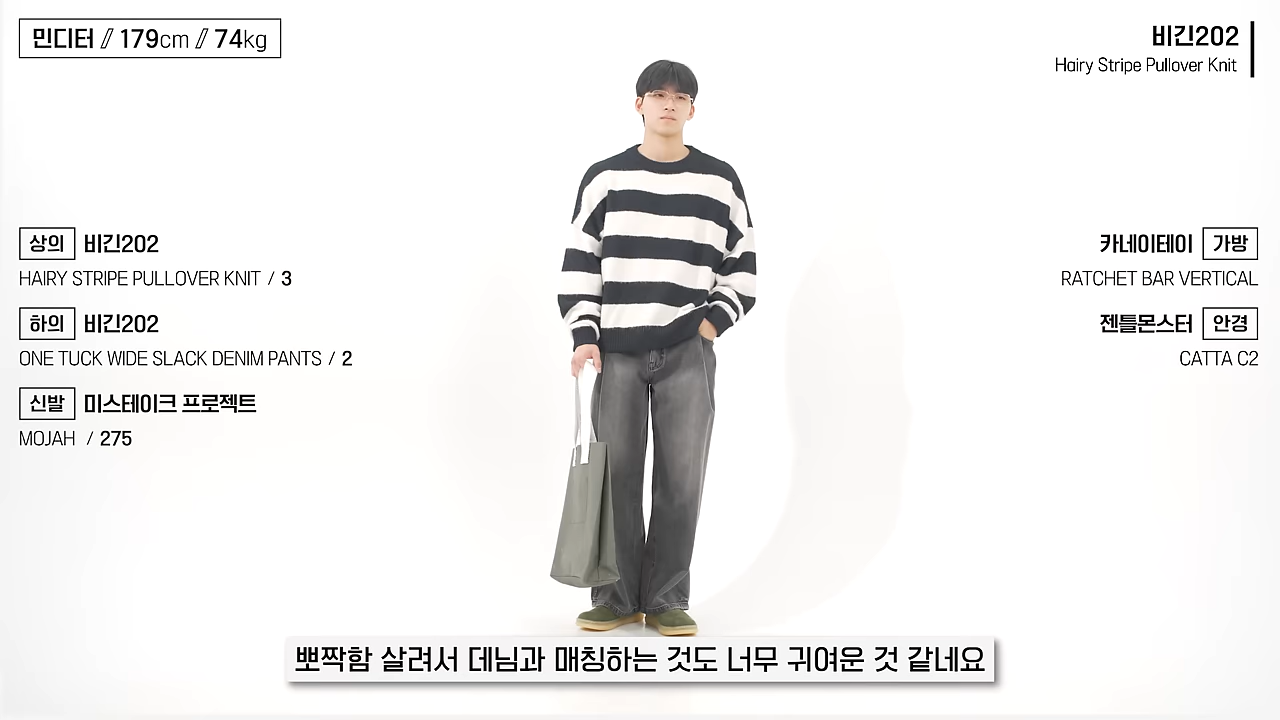 민디터 // 179cm // 74kg
비긴202
Hairy Stripe Pullover Knit
상의 비긴202
HAIRY STRIPE PULLOVER KNIT / 3
하의 비긴202
ONE TUCK WIDE SLACK DENIM PANTS / 2
신발 미스테이크 프로젝트
MOJAH / 275
카네이테이 가방
RATCHET BAR VERTICAL
젠틀몬스터 안경
CATTA C2
뽀짝함 살려서 데님과 매칭하는 것도 너무 귀여운 것 같네요